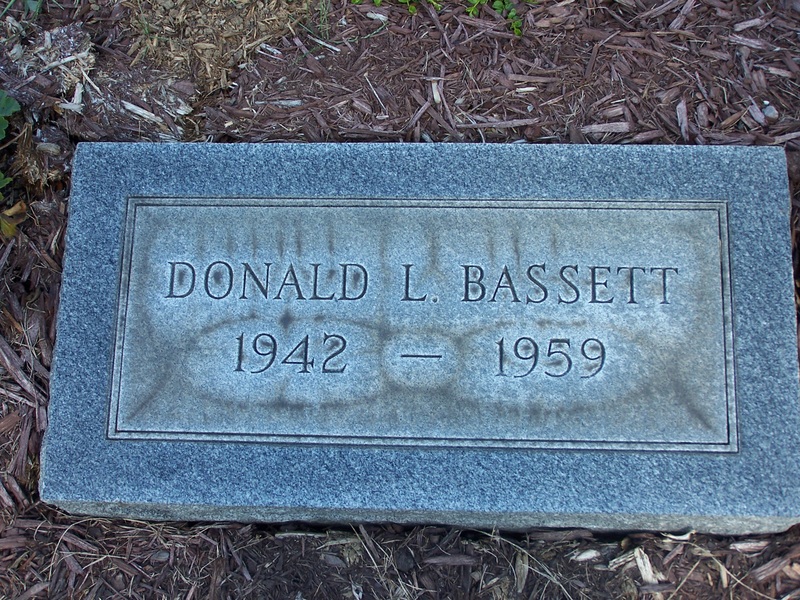 DONALD L. BASSETT
1942 — 1959